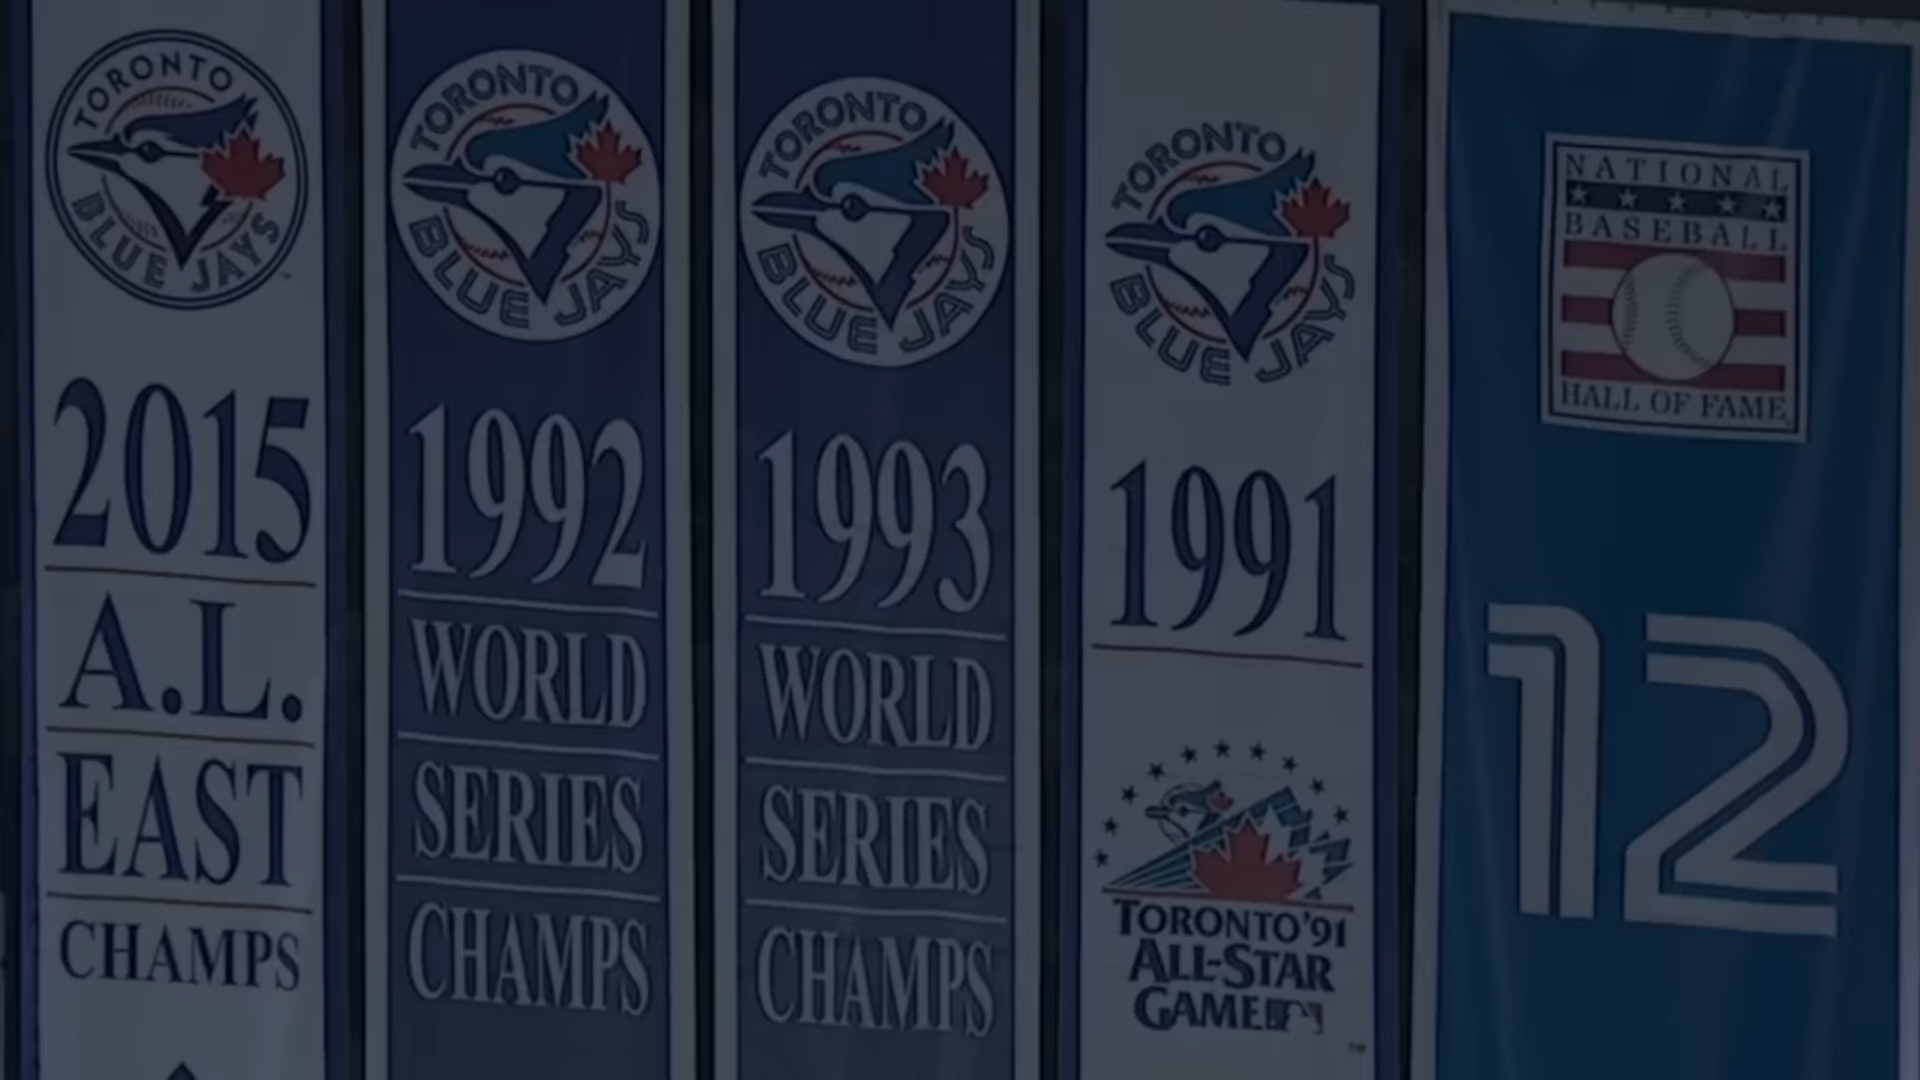 TORONTO
BLUE JAYS
2015
A.L.
EAST
CHAMPS
TORONTO
BLUE JAYS
1992
WORLD
SERIES
CHAMPS
TORONTO
BLUE JAYS
1993
WORLD
SERIES
CHAMPS
TORONTO
BLUE JAYS
1991
TORONTO'91
ALL-STAR
GAME
TM
NATIONAL
BASEBALL
HALL OF FAME
12